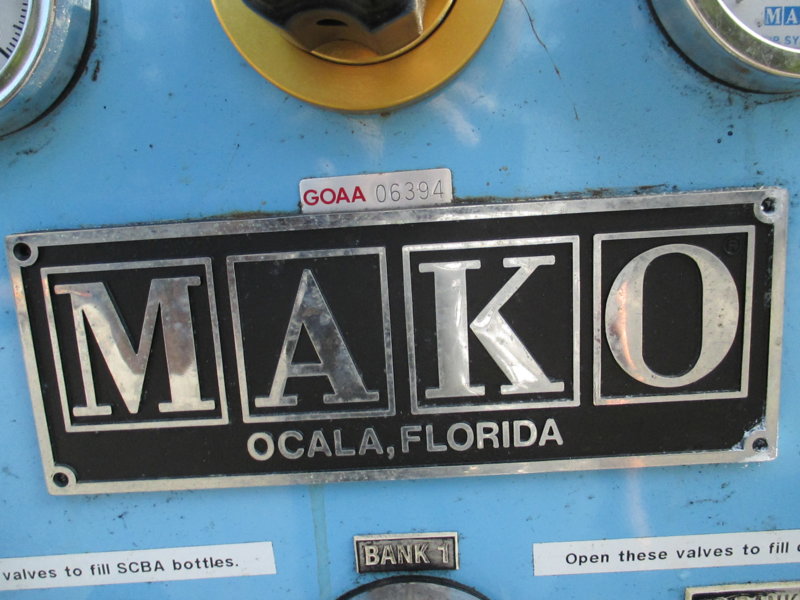 GOAA 06394
MAKO
OCALA, FLORIDA
valves to fill SCBA bottles.
BANK 1
Open these valves to fill